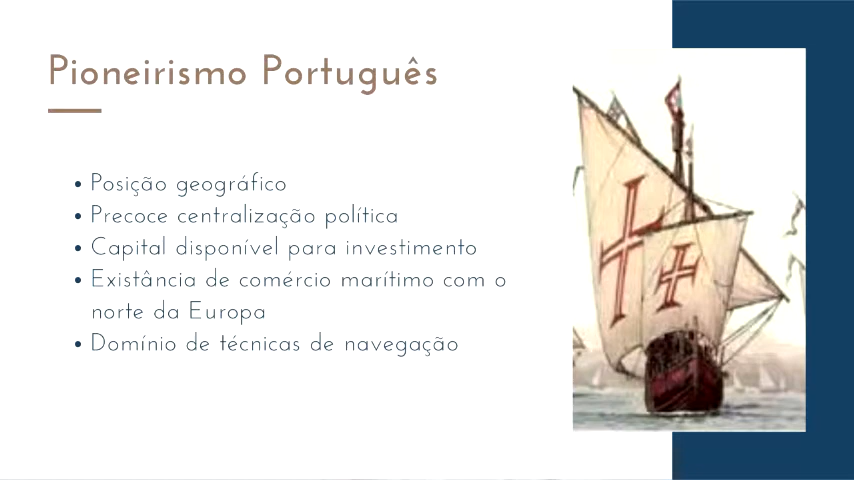 Pioneirismo Português
• Posição geográfico
• Precoce centralização política
• Capital disponível para investimento
• Existância de comércio marítimo com o
norte da Europa
• Domínio de técnicas de navegação